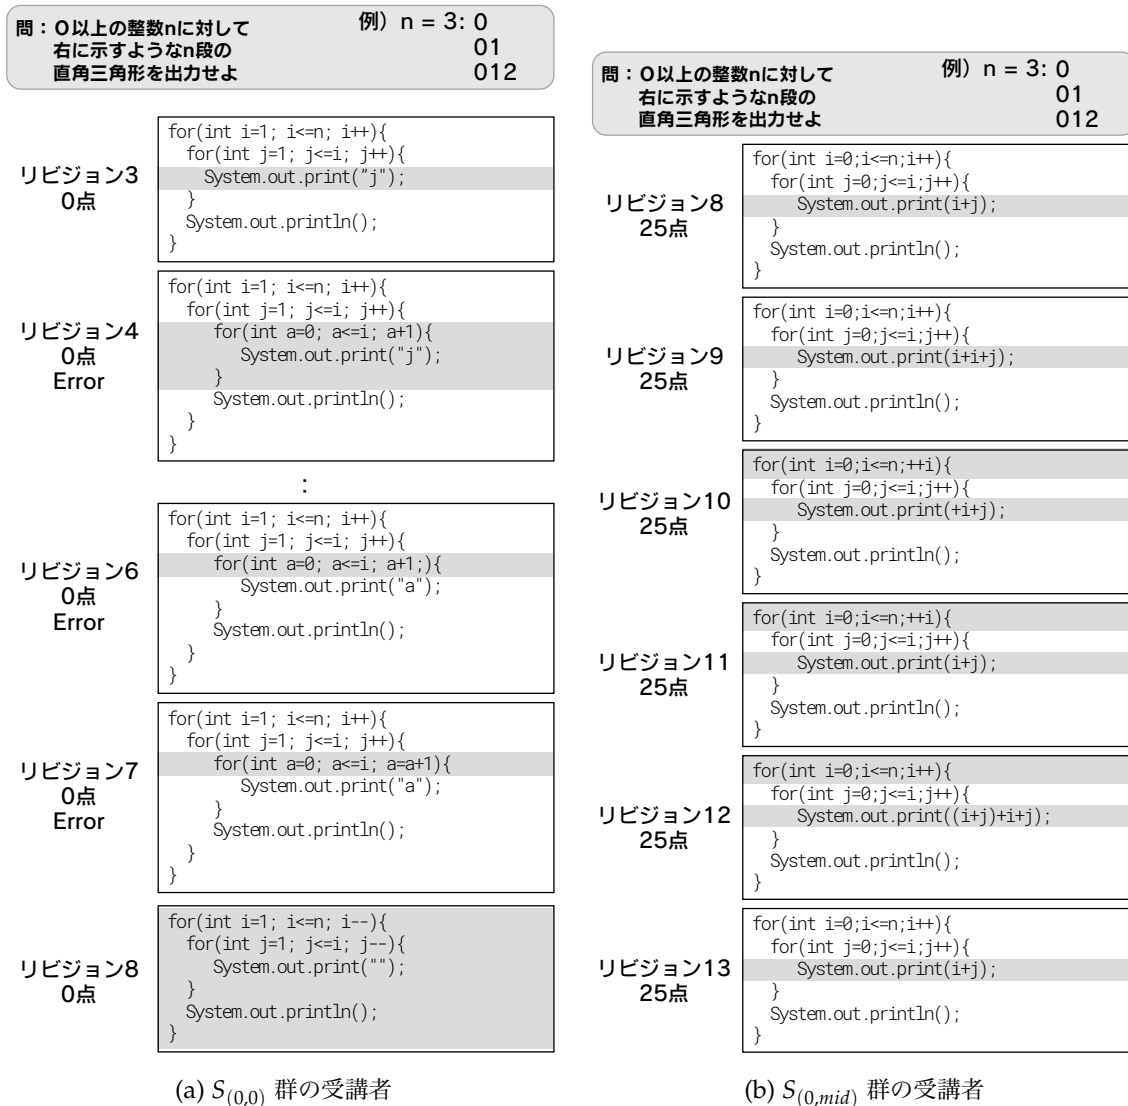 問：０以上の整数nに対して
右に示すようなn段の
直角三角形を出力せよ
例）n = 3: 0
01
012
リビジョン3
0点
for(int i=1; i<=n; i++){
for(int j=1; j<=i; j++){
System.out.print("j");
}
System.out.println();
}
リビジョン4
0点
Error
for(int i=1; i<=n; i++){
for(int j=1; j<=i; j++){
for(int a=0; a<=i; a+1){
System.out.print("j");
}
System.out.println();
}
}
:
リビジョン6
0点
Error
for(int i=1; i<=n; i++){
for(int j=1; j<=i; j++){
for(int a=0; a<=i; a+1;){
System.out.print("a");
}
System.out.println();
}
}
リビジョン7
0点
Error
for(int i=1; i<=n; i++){
for(int j=1; j<=i; j++){
for(int a=0; a<=i; a=a+1){
System.out.print("a");
}
System.out.println();
}
}
リビジョン8
0点
for(int i=1; i<=n; i--){
for(int j=1; j<=i; j--){
System.out.print("");
}
System.out.println();
}
(a) S(0,0) 群の受講者
問：０以上の整数nに対して
右に示すようなn段の
直角三角形を出力せよ
例）n = 3: 0
01
012
リビジョン8
25点
for(int i=0;i<=n;i++){
for(int j=0;j<=i;j++){
System.out.print(i+j);
}
System.out.println();
}
リビジョン9
25点
for(int i=0;i<=n;i++){
for(int j=0;j<=i;j++){
System.out.print(i+i+j);
}
System.out.println();
}
リビジョン10
25点
for(int i=0;i<=n;++i){
for(int j=0;j<=i;j++){
System.out.print(+i+j);
}
System.out.println();
}
リビジョン11
25点
for(int i=0;i<=n;++i){
for(int j=0;j<=i;j++){
System.out.print(i+j);
}
System.out.println();
}
リビジョン12
25点
for(int i=0;i<=n;i++){
for(int j=0;j<=i;j++){
System.out.print((i+j)+i+j);
}
System.out.println();
}
リビジョン13
25点
for(int i=0;i<=n;i++){
for(int j=0;j<=i;j++){
System.out.print(i+j);
}
System.out.println();
}
(b) S(0,mid) 群の受講者